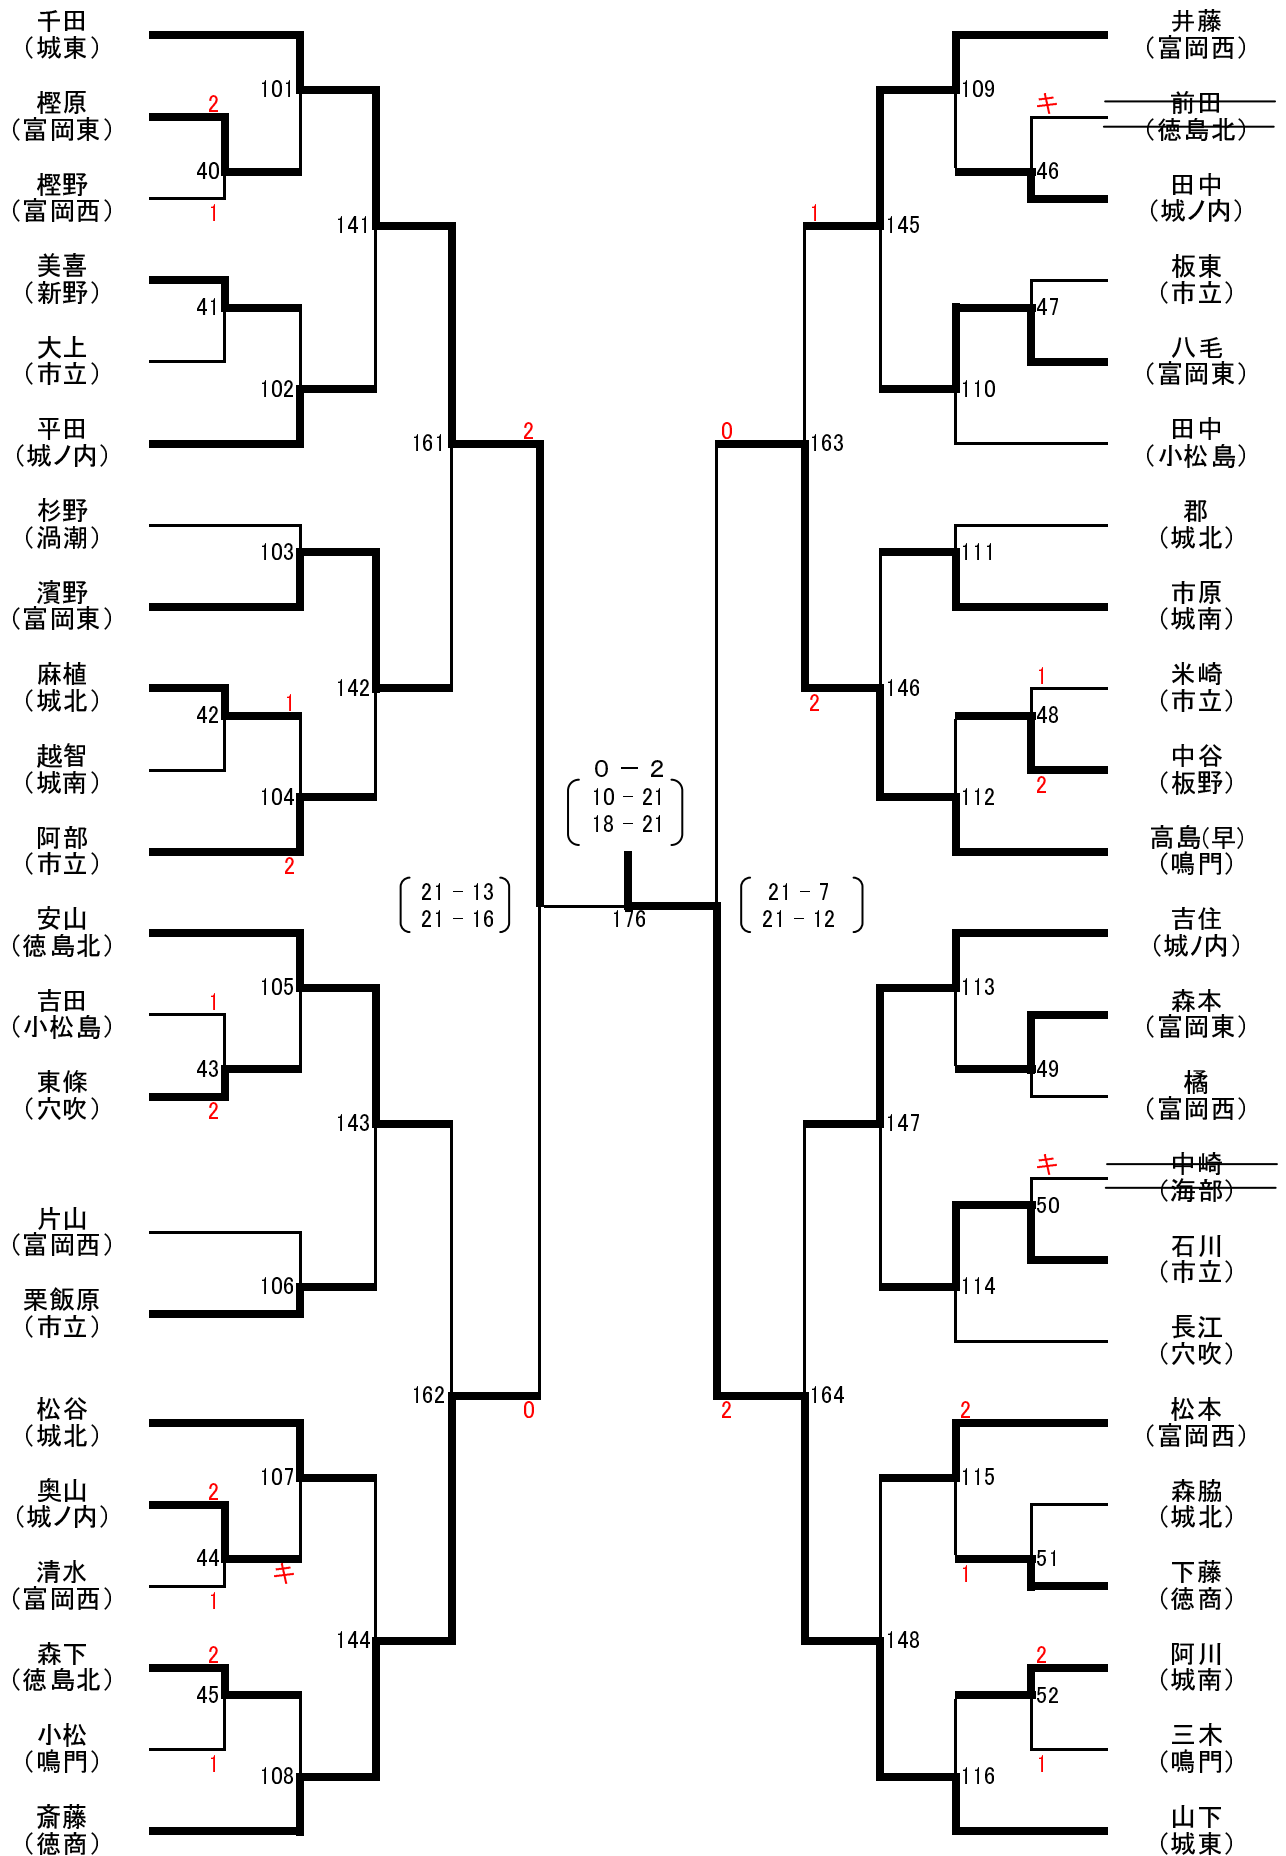 千田
（城東）
101
2
樫原
（富岡東）
40
樫野
（富岡西）
1
141
美喜
（新野）
41
大上
（市立）
102
平田
（城ノ内）
161
2
杉野
（渦潮）
103
濱野
（富岡東）
麻植
（城北）
142
1
42
越智
（城南）
104
阿部
（市立）
2
21 － 13
21 － 16
安山
（徳島北）
105
吉田
（小松島）
1
43
東條
（穴吹）
2
143
片山
（富岡西）
106
栗飯原
（市立）
162
0
松谷
（城北）
107
奥山
（城ノ内）
2
44
キ
清水
（富岡西）
1
144
森下
（徳島北）
2
45
小松
（鳴門）
1
108
斎藤
（徳商）
0 － 2
10 － 21
18 － 21
176
井藤
（富岡西）
109
キ
前田
（徳島北）
46
田中
（城ノ内）
1
145
板東
（市立）
47
八毛
（富岡東）
110
田中
（小松島）
0
163
郡
（城北）
111
市原
（城南）
米崎
（市立）
1
146
2
48
中谷
（板野）
2
112
高島(早)
（鳴門）
21 － 7
21 － 12
吉住
（城ノ内）
113
森本
（富岡東）
49
橘
（富岡西）
147
キ
中崎
（海部）
50
石川
（市立）
114
長江
（穴吹）
2
164
2
松本
（富岡西）
115
森脇
（城北）
51
1
下藤
（徳商）
148
阿川
（城南）
2
52
三木
（鳴門）
1
116
山下
（城東）